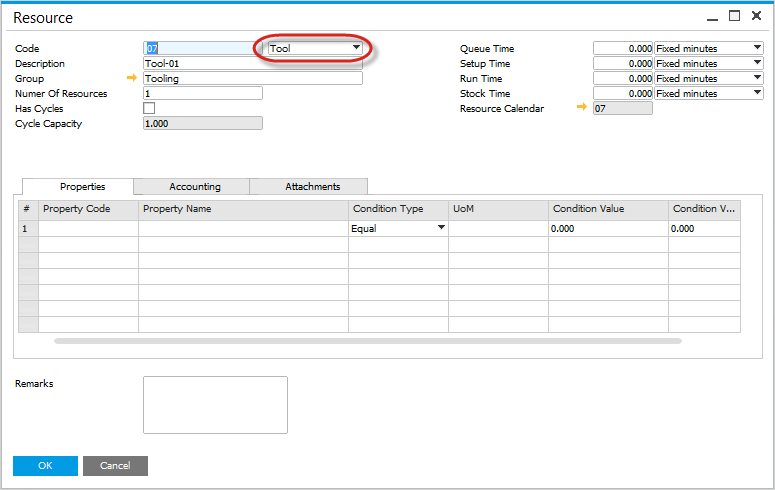 Resource
Code 07 Tool
Description Tool-01
Group Tooling
Numer Of Resources 1
Has Cycles
Cycle Capacity 1.000
Queue Time 0.000 Fixed minutes
Setup Time 0.000 Fixed minutes
Run Time 0.000 Fixed minutes
Stock Time 0.000 Fixed minutes
Resource Calendar 07
Properties Accounting Attachments
# Property Code Property Name Condition Type UoM Condition Value Condition V...
1 Equal 0.000 0.000
Remarks
OK Cancel